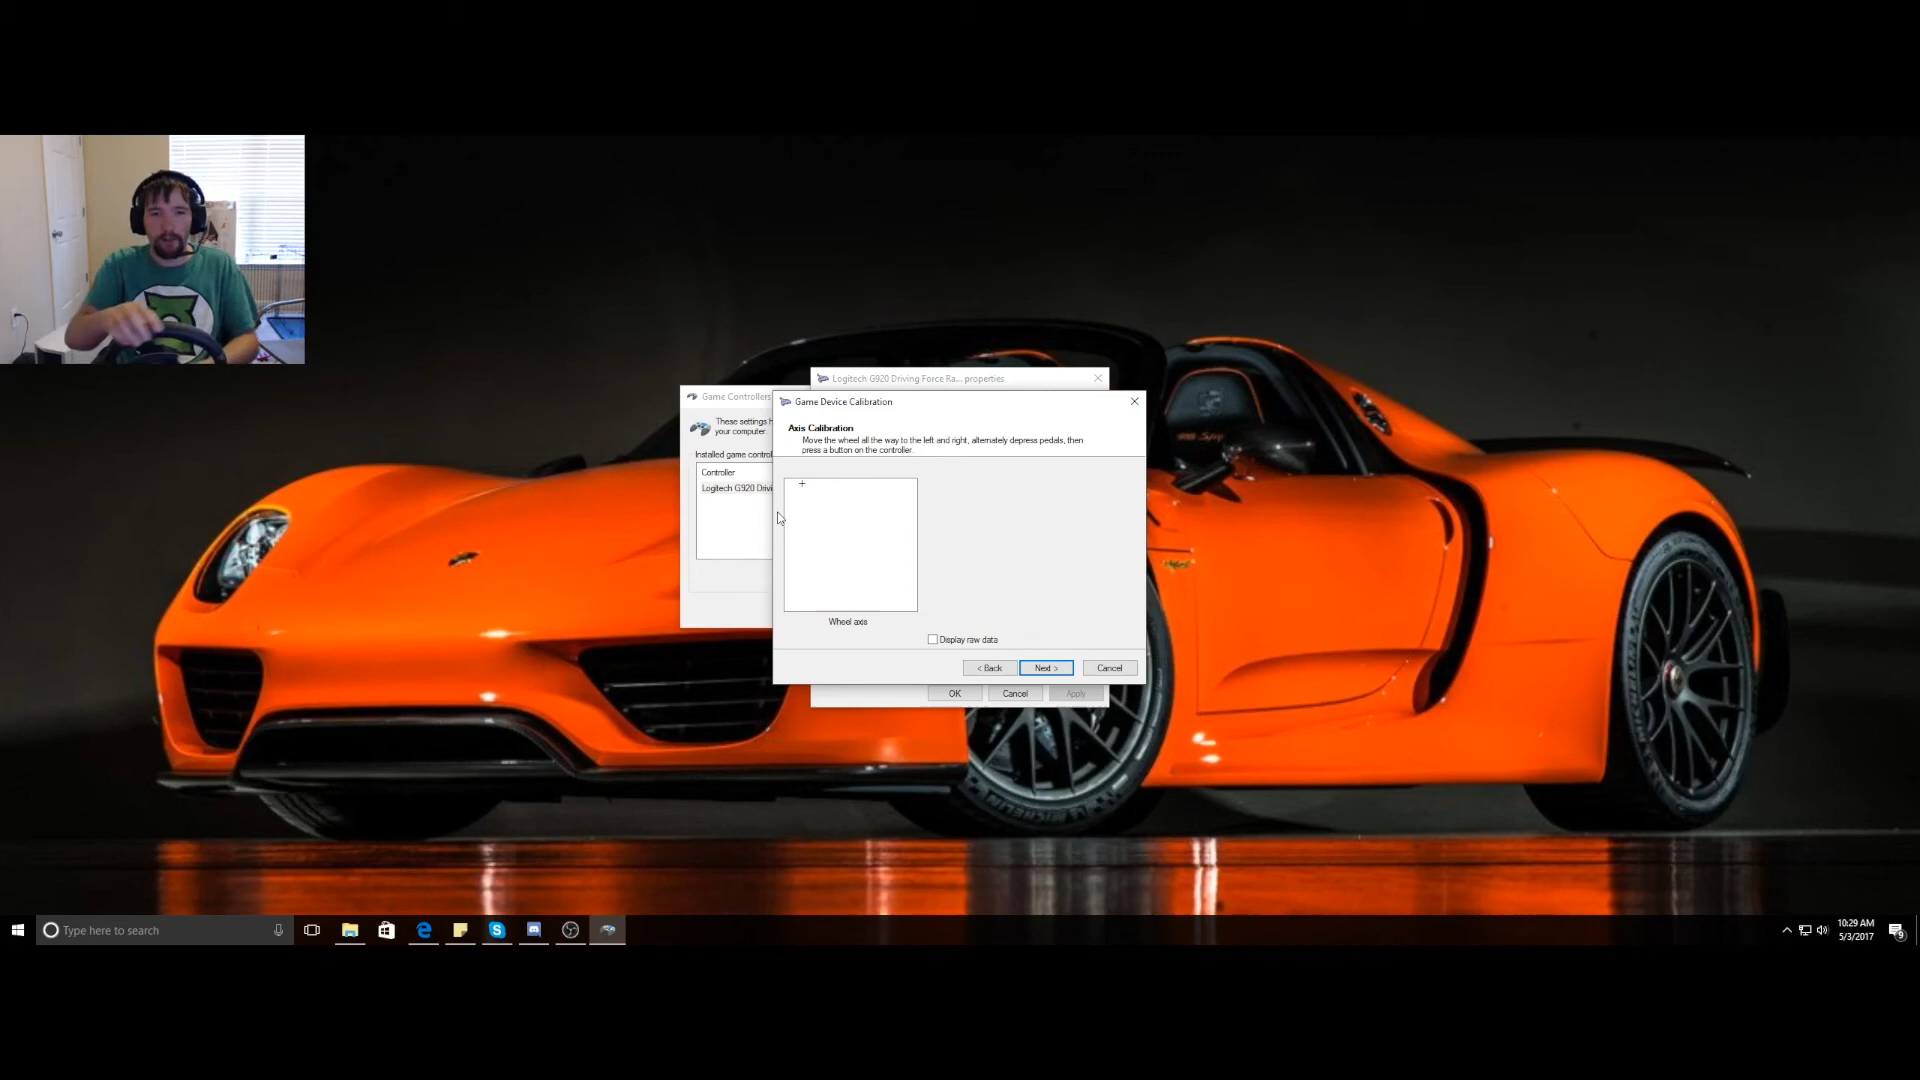 Logitech G920 Driving Force Ra... properties
Game Controllers
Game Device Calibration
These settings h
your computer.
Installed game control
Controller
Logitech G920 Drivi
Axis Calibration
Move the wheel all the way to the left and right, alternately depress pedals, then
press a button on the controller.
Wheel axis
Display raw data
< Back
Next >
Cancel
OK
Cancel
Apply
MICHELIN
Type here to search
10:29 AM
5/3/2017
9